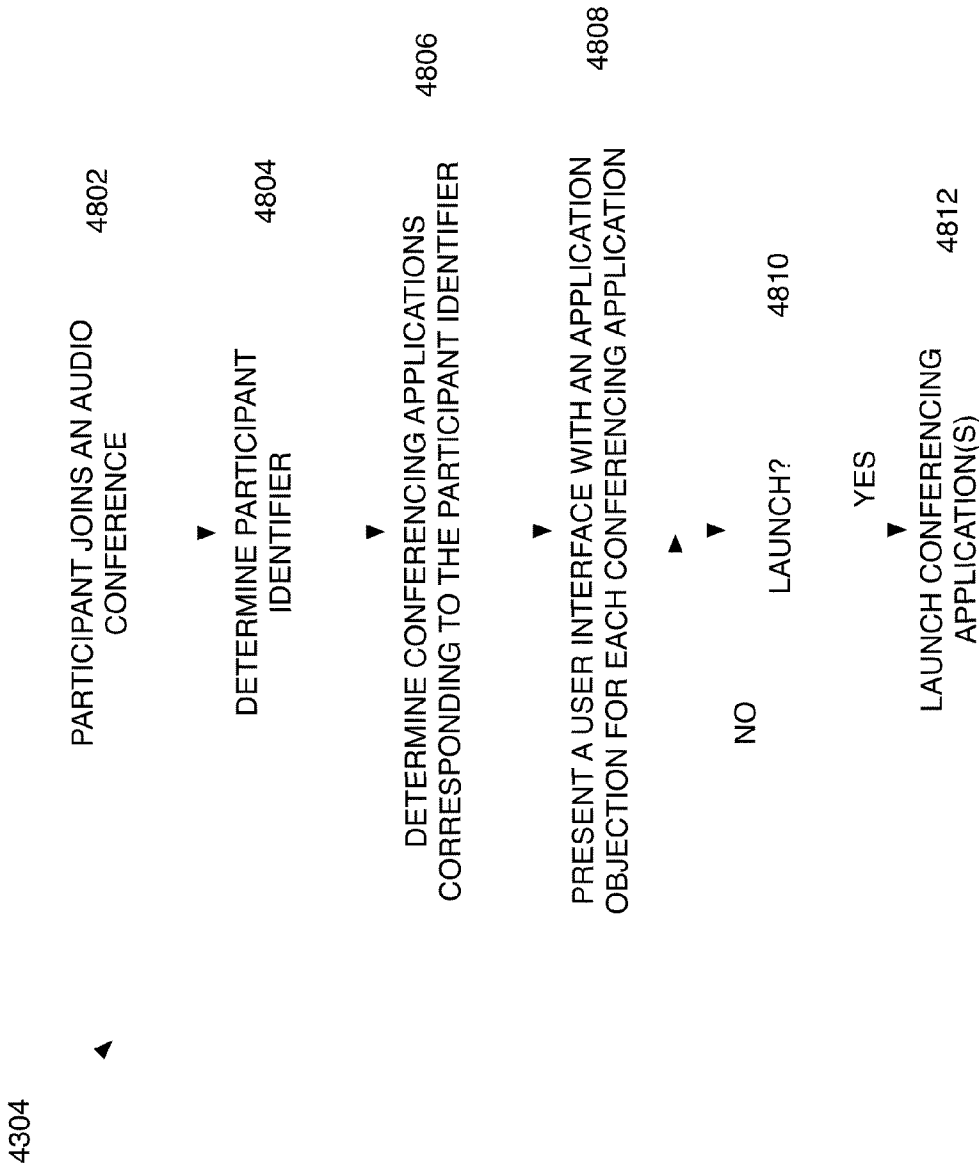 4304
PARTICIPANT JOINS AN AUDIO
CONFERENCE
4802
DETERMINE PARTICIPANT
IDENTIFIER
4804
DETERMINE CONFERENCING APPLICATIONS
CORRESPONDING TO THE PARTICIPANT IDENTIFIER
4806
PRESENT A USER INTERFACE WITH AN APPLICATION
OBJECTION FOR EACH CONFERENCING APPLICATION
4808
NO
LAUNCH?
4810
YES
LAUNCH CONFERENCING
APPLICATION(S)
4812